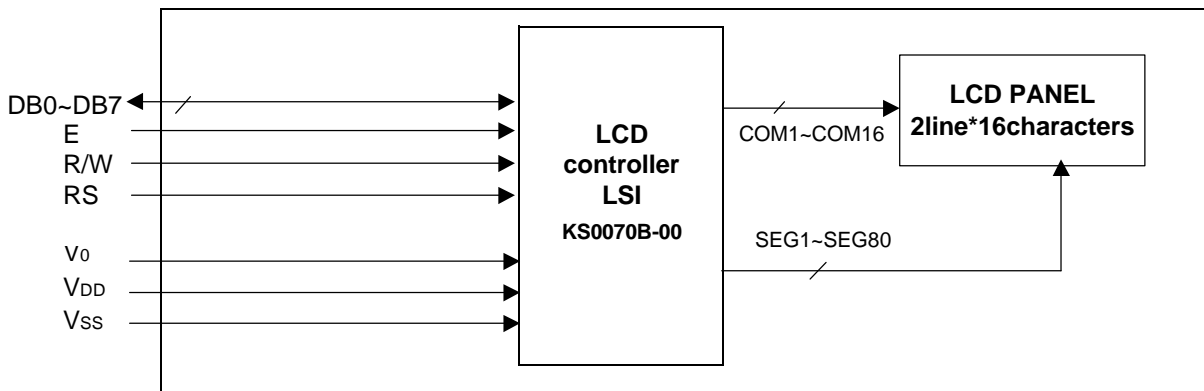 DB0~DB7
E
R/W
RS
V0
VDD
VSS
LCD
controller
LSI
KS0070B-00
COM1~COM16
SEG1~SEG80
LCD PANEL
2line*16characters